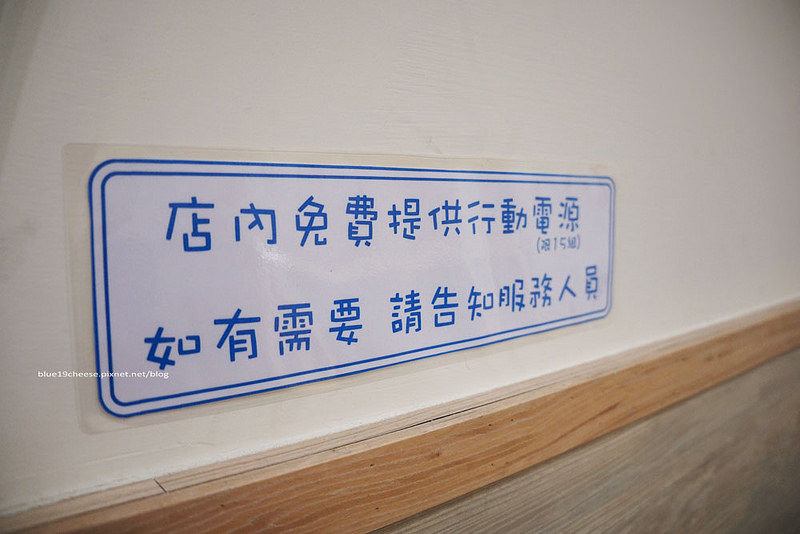 店內免費提供行動電源
(限15組)
如有需要 請告知服務人員
blue19cheese.pixnet.net/blog